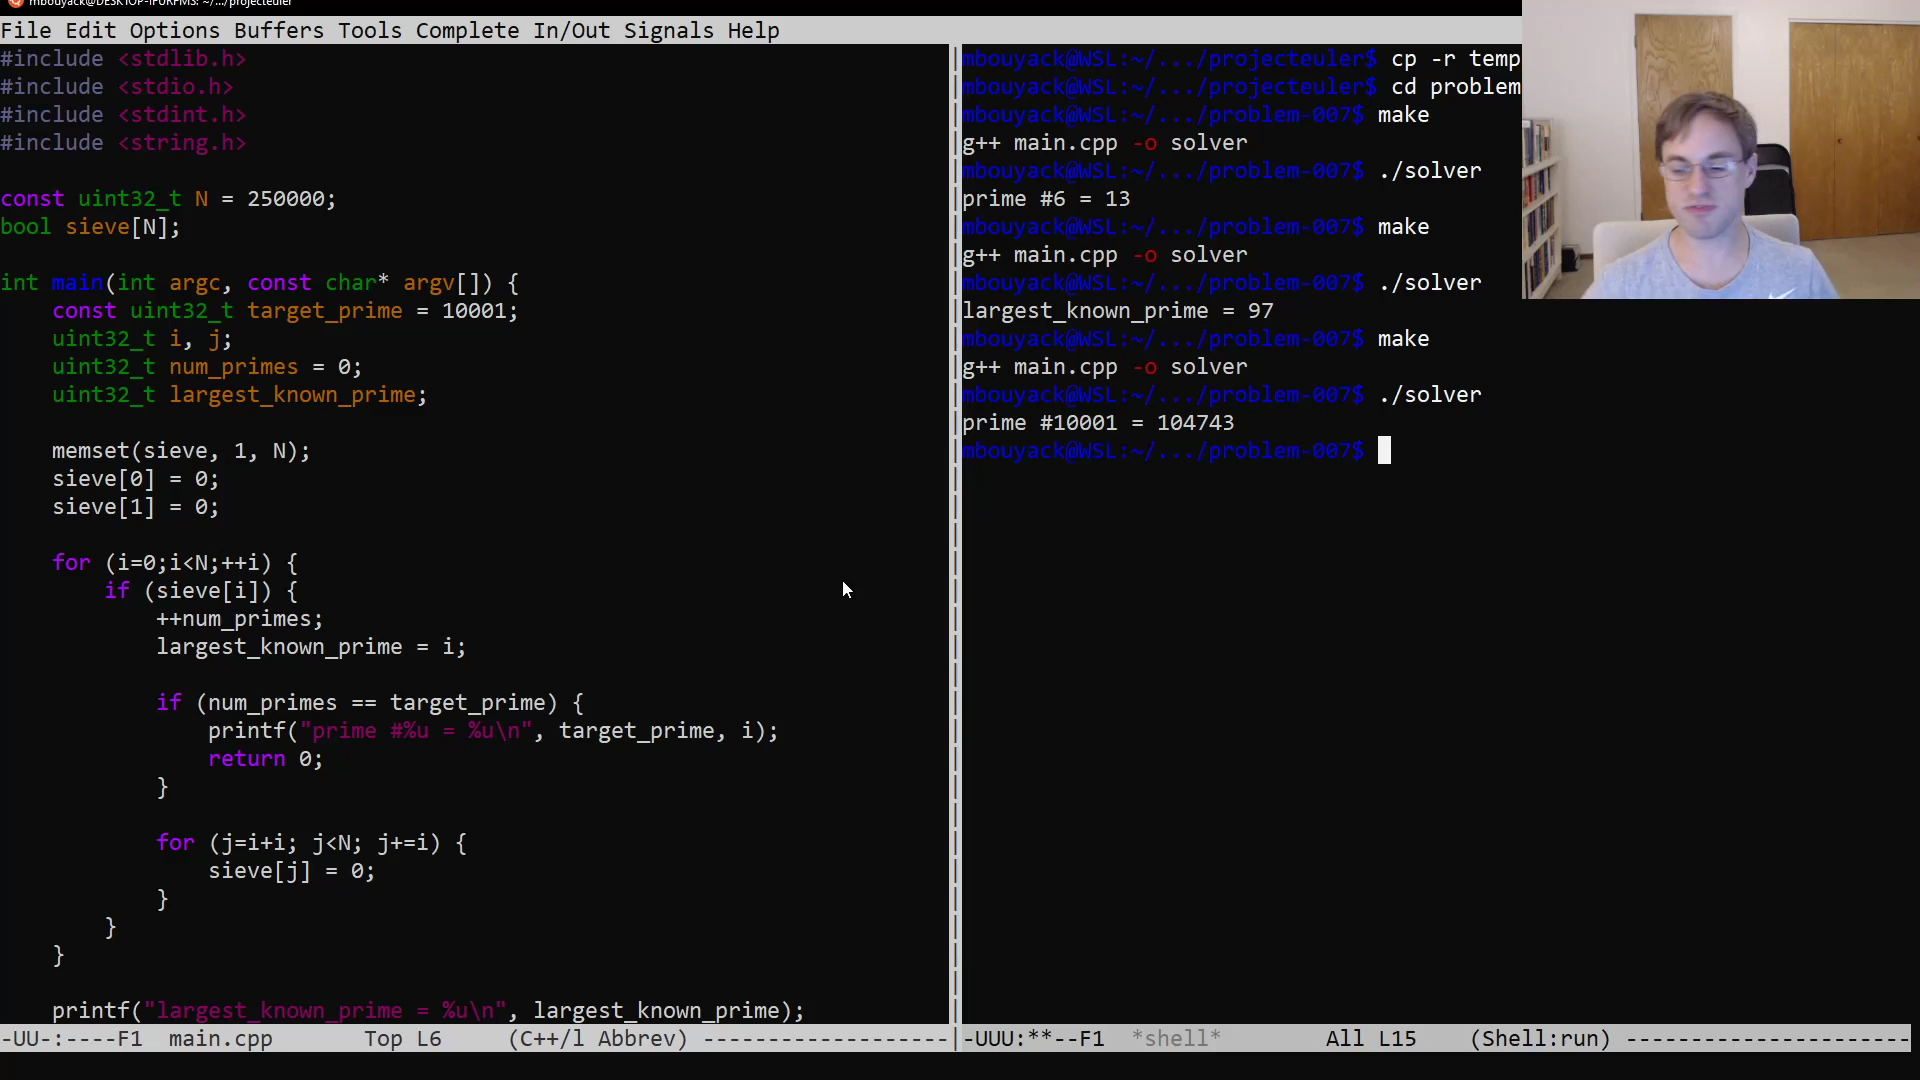 mbouyack@DESKTOP-IFURFMS: ~/.../projecteuler
File Edit Options Buffers Tools Complete In/Out Signals Help
#include <stdlib.h>
#include <stdio.h>
#include <stdint.h>
#include <string.h>
const uint32_t N = 250000;
bool sieve[N];
int main(int argc, const char* argv[]) {
const uint32_t target_prime = 10001;
uint32_t i, j;
uint32_t num_primes = 0;
uint32_t largest_known_prime;
memset(sieve, 1, N);
sieve[0] = 0;
sieve[1] = 0;
for (i=0;i<N;++i) {
if (sieve[i]) {
++num_primes;
largest_known_prime = i;
if (num_primes == target_prime) {
printf("prime #%u = %u\n", target_prime, i);
return 0;
}
for (j=i+i; j<N; j+=i) {
sieve[j] = 0;
}
}
}
printf("largest_known_prime = %u\n", largest_known_prime);
-UU-:----F1 main.cpp Top L6 (C++/l Abbrev) ------------------
mbouyack@WSL:~/.../projecteuler$ cp -r temp
mbouyack@WSL:~/.../projecteuler$ cd problem
mbouyack@WSL:~/.../problem-007$ make
g++ main.cpp -o solver
mbouyack@WSL:~/.../problem-007$ ./solver
prime #6 = 13
mbouyack@WSL:~/.../problem-007$ make
g++ main.cpp -o solver
mbouyack@WSL:~/.../problem-007$ ./solver
largest_known_prime = 97
mbouyack@WSL:~/.../problem-007$ make
g++ main.cpp -o solver
mbouyack@WSL:~/.../problem-007$ ./solver
prime #10001 = 104743
mbouyack@WSL:~/.../problem-007$
-UUU:**--F1 *shell* All L15 (Shell:run) ----------------------